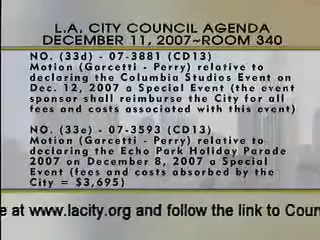 L.A. CITY COUNCIL AGENDA
DECEMBER 11, 2007~ROOM 340
NO. (33d) - 07-3881 (CD13)
Motion (Garcetti - Perry) relative to
declaring the Columbia Studios Event on
Dec. 12, 2007 a Special Event (the event
sponsor shall reimburse the City for all
fees and costs associated with this event)
NO. (33e) - 07-3593 (CD13)
Motion (Garcetti - Perry) relative to
declaring the Echo Park Holiday Parade
2007 on December 8, 2007 a Special
Event (fees and costs absorbed by the
City = $3,695)
e at www.lacity.org and follow the link to Coun